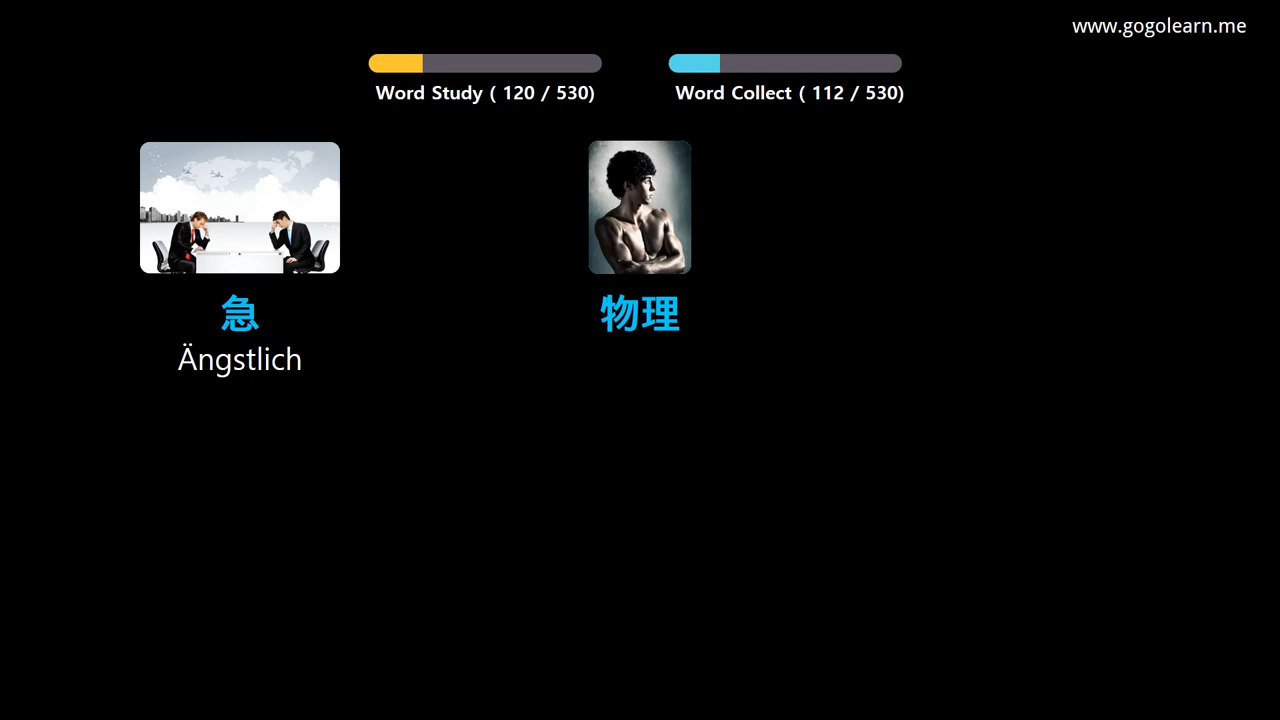 www.gogolearn.me
Word Study ( 120 / 530)
Word Collect ( 112 / 530)
急
Ängstlich
物理